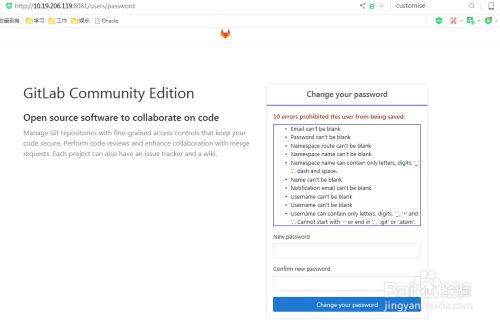 http://10.19.206.119:8081/users/password
customise
收藏到有 学习 工作 娱乐 Oracle
GitLab Community Edition
Open source software to collaborate on code
Manage Git repositories with fine-grained access controls that keep your
code secure. Perform code reviews and enhance collaboration with merge
requests. Each project can also have an issue tracker and a wiki.
Change your password
10 errors prohibited this user from being saved:
Email can't be blank
Password can't be blank
Namespace route can't be blank
Namespace name can't be blank
Namespace name can contain only letters, digits, '_',
'.', dash and space.
Name can't be blank
Notification email can't be blank
Username can't be blank
Username can't be blank
Username can contain only letters, digits, '_', '-' and
'.'. Cannot start with '-' or end in '.', '.git' or '.atom'.
New password
Confirm new password
Change your password
Baidu 经验
jingyan.baidu.com